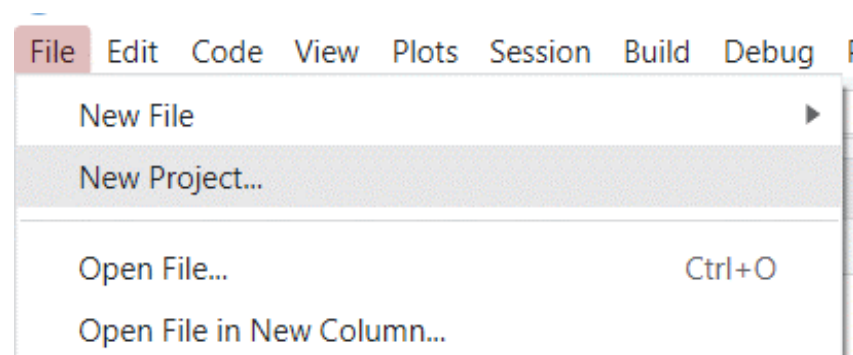 File Edit Code View Plots Session Build Debug
New File
New Project...
Open File... Ctrl+O
Open File in New Column...